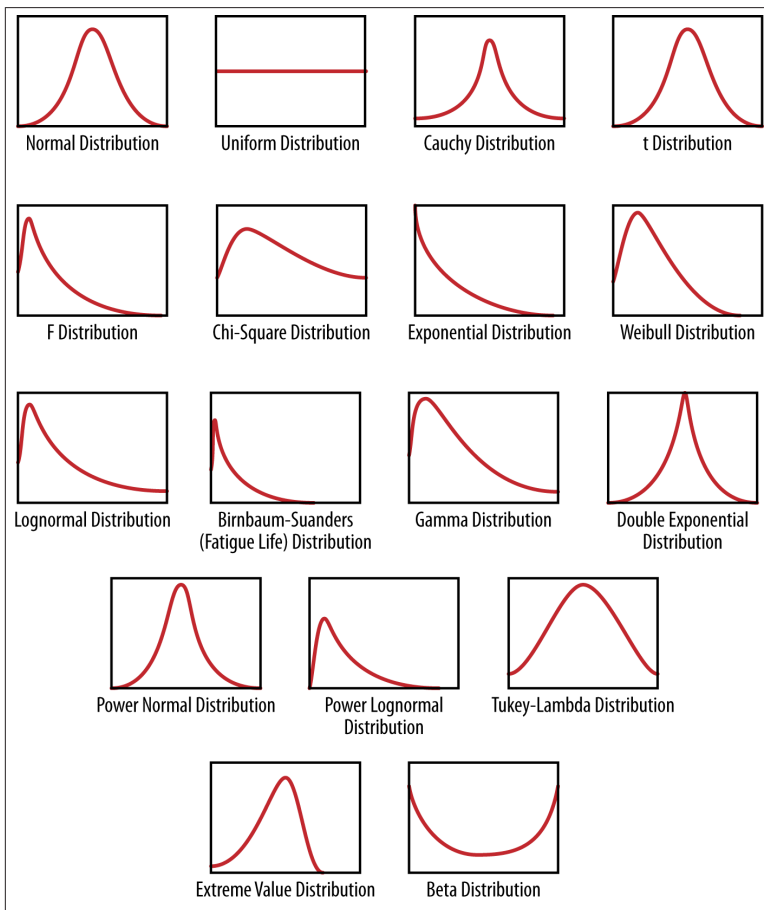 Normal Distribution
Uniform Distribution
Cauchy Distribution
t Distribution
F Distribution
Chi-Square Distribution
Exponential Distribution
Weibull Distribution
Lognormal Distribution
Birnbaum-Suanders
(Fatigue Life) Distribution
Gamma Distribution
Double Exponential
Distribution
Power Normal Distribution
Power Lognormal
Distribution
Tukey-Lambda Distribution
Extreme Value Distribution
Beta Distribution